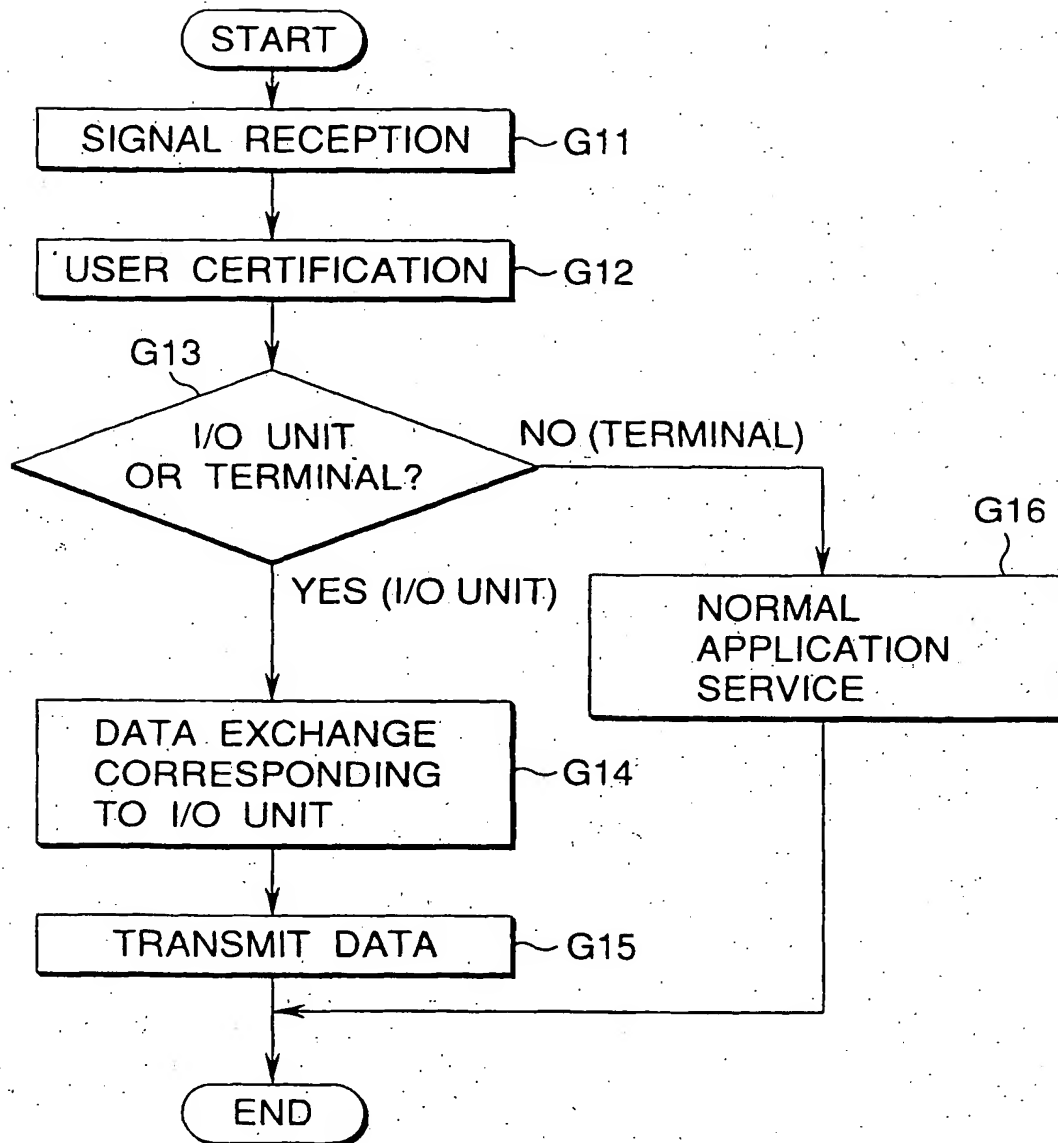 START
SIGNAL RECEPTION
G11
USER CERTIFICATION
G12
G13
I/O UNIT
OR TERMINAL?
NO (TERMINAL)
YES (I/O UNIT)
G16
NORMAL
APPLICATION
SERVICE
DATA EXCHANGE
CORRESPONDING
TO I/O UNIT
G14
TRANSMIT DATA
G15
END